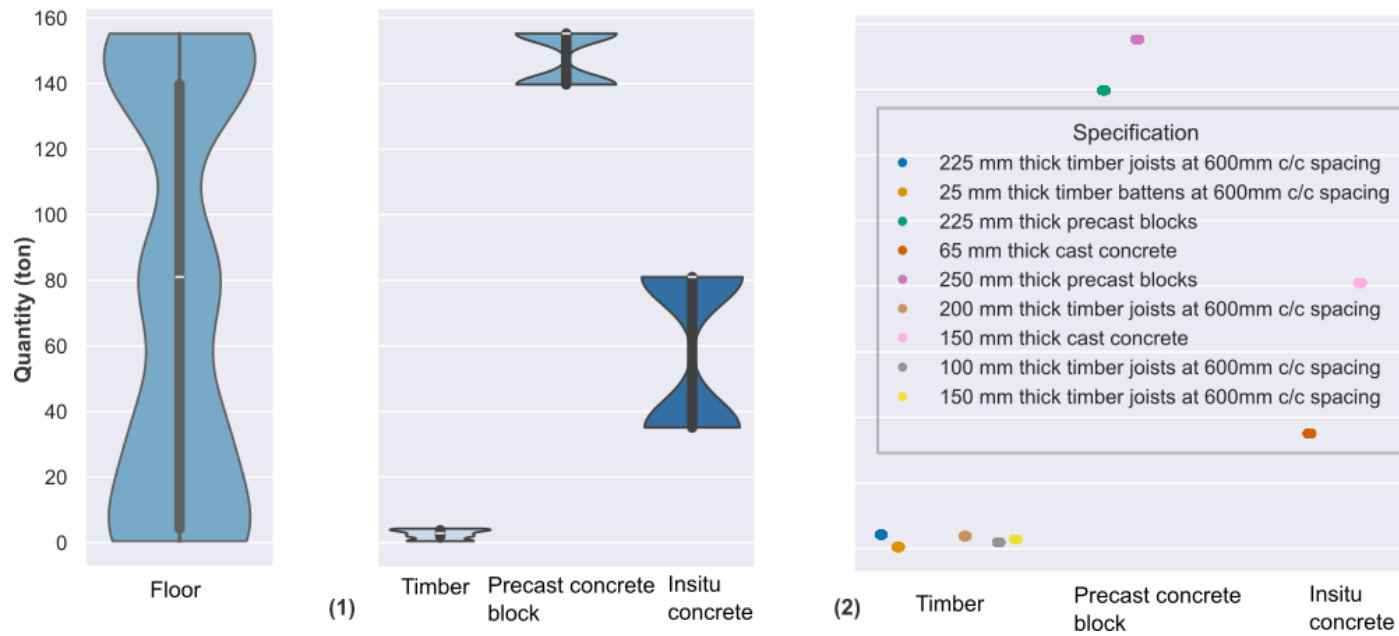 Quantity (ton)
160
140
120
100
80
60
40
20
0
Floor
(1)
Timber
Precast concrete
block
Insitu
concrete
Specification
225 mm thick timber joists at 600mm c/c spacing
25 mm thick timber battens at 600mm c/c spacing
225 mm thick precast blocks
65 mm thick cast concrete
250 mm thick precast blocks
200 mm thick timber joists at 600mm c/c spacing
150 mm thick cast concrete
100 mm thick timber joists at 600mm c/c spacing
150 mm thick timber joists at 600mm c/c spacing
(2)
Timber
Precast concrete
block
Insitu
concrete